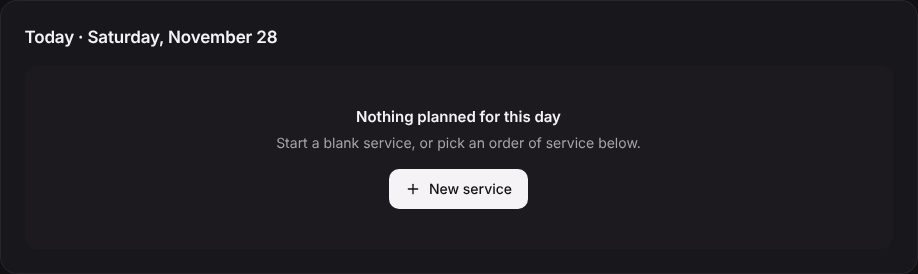 Today · Saturday, November 28
Nothing planned for this day
Start a blank service, or pick an order of service below.
+ New service